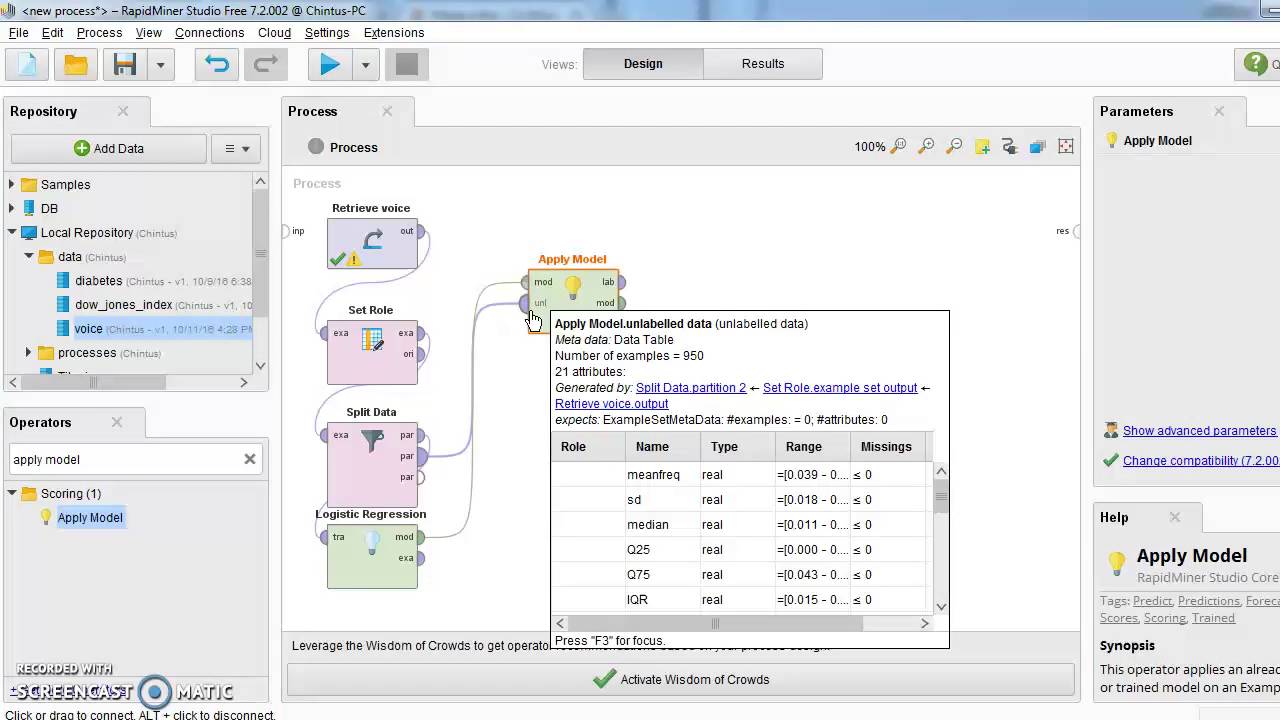 <new process*> – RapidMiner Studio Free 7.2.002 @ Chintus-PC
File Edit Process View Connections Cloud Settings Extensions
Views: Design Results
Repository
Add Data
Samples
DB
Local Repository (Chintus)
data (Chintus)
diabetes (Chintus - v1, 10/9/16 6:38
dow_jones_index (Chintus - v1, 10
voice (Chintus - v1, 10/11/16 4:28 PM
processes (Chintus)
Operators
apply model
Scoring (1)
Apply Model
RECORDED WITH
SCREENCAST MATIC
Click or drag to connect, ALT + click to disconnect.
Process
Process
100%
Process
inp
res
Retrieve voice
out
Set Role
exa exa
ori
Split Data
exa par
par
par
Logistic Regression
tra mod
exa
Apply Model
mod lab
unl mod
Apply Model.unlabelled data (unlabelled data)
Meta data: Data Table
Number of examples = 950
21 attributes:
Generated by: Split Data.partition 2 ← Set Role.example set output ←
Retrieve voice.output
expects: ExampleSetMetaData: #examples: = 0; #attributes: 0
Role Name Type Range Missings
meanfreq real =[0.039 - 0.... ≤ 0
sd real =[0.018 - 0.... ≤ 0
median real =[0.011 - 0.... ≤ 0
Q25 real =[0.000 - 0.... ≤ 0
Q75 real =[0.043 - 0.... ≤ 0
IQR real =[0.015 - 0.... ≤ 0
Press "F3" for focus.
Leverage the Wisdom of Crowds to get operator recommendations based on your process design!
Activate Wisdom of Crowds
Parameters
Apply Model
Show advanced parameters
Change compatibility (7.2.00
Help
Apply Model
RapidMiner Studio Core
Tags: Predict, Predictions, Foreca
Scores, Scoring, Trained
Synopsis
This operator applies an alread
or trained model on an Examp